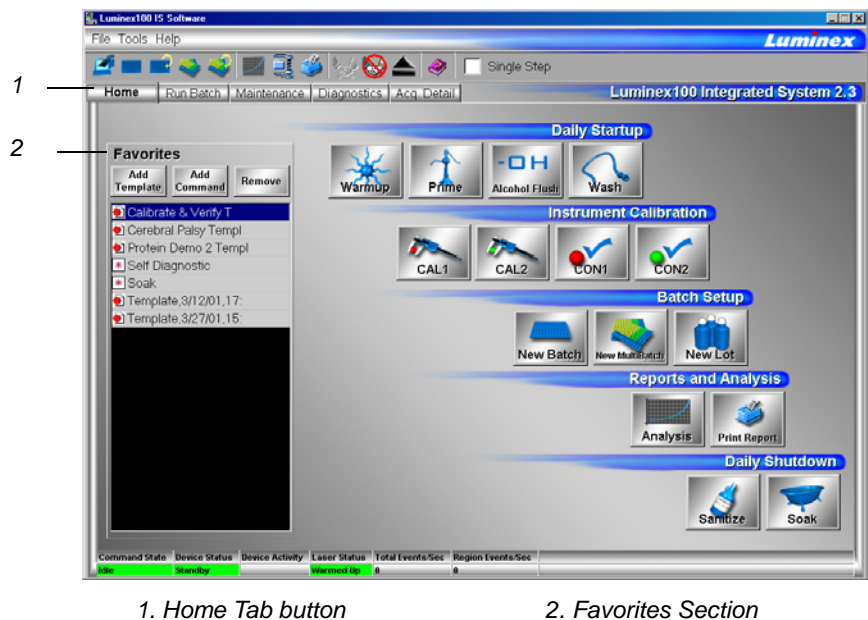 Luminex100 IS Software
File Tools Help
Luminex
Single Step
1
Home Run Batch Maintenance Diagnostics Acq. Detail
Luminex100 Integrated System 2.3
2
Favorites
Add Template Add Command Remove
Calibrate & Verify T
Cerebral Palsy Templ
Protein Demo 2 Templ
Self Diagnostic
Soak
Template,3/12/01,17:
Template,3/27/01,15:
Daily Startup
Warmup Prime Alcohol Flush Wash
-OH
Instrument Calibration
CAL1 CAL2 CON1 CON2
Batch Setup
New Batch New MultiBatch New Lot
Reports and Analysis
Analysis Print Report
Daily Shutdown
Sanitize Soak
Command State Device Status Device Activity Laser Status Total Events/Sec Region Events/Sec
Idle Standby Warmed Up 0 0
1. Home Tab button 2. Favorites Section